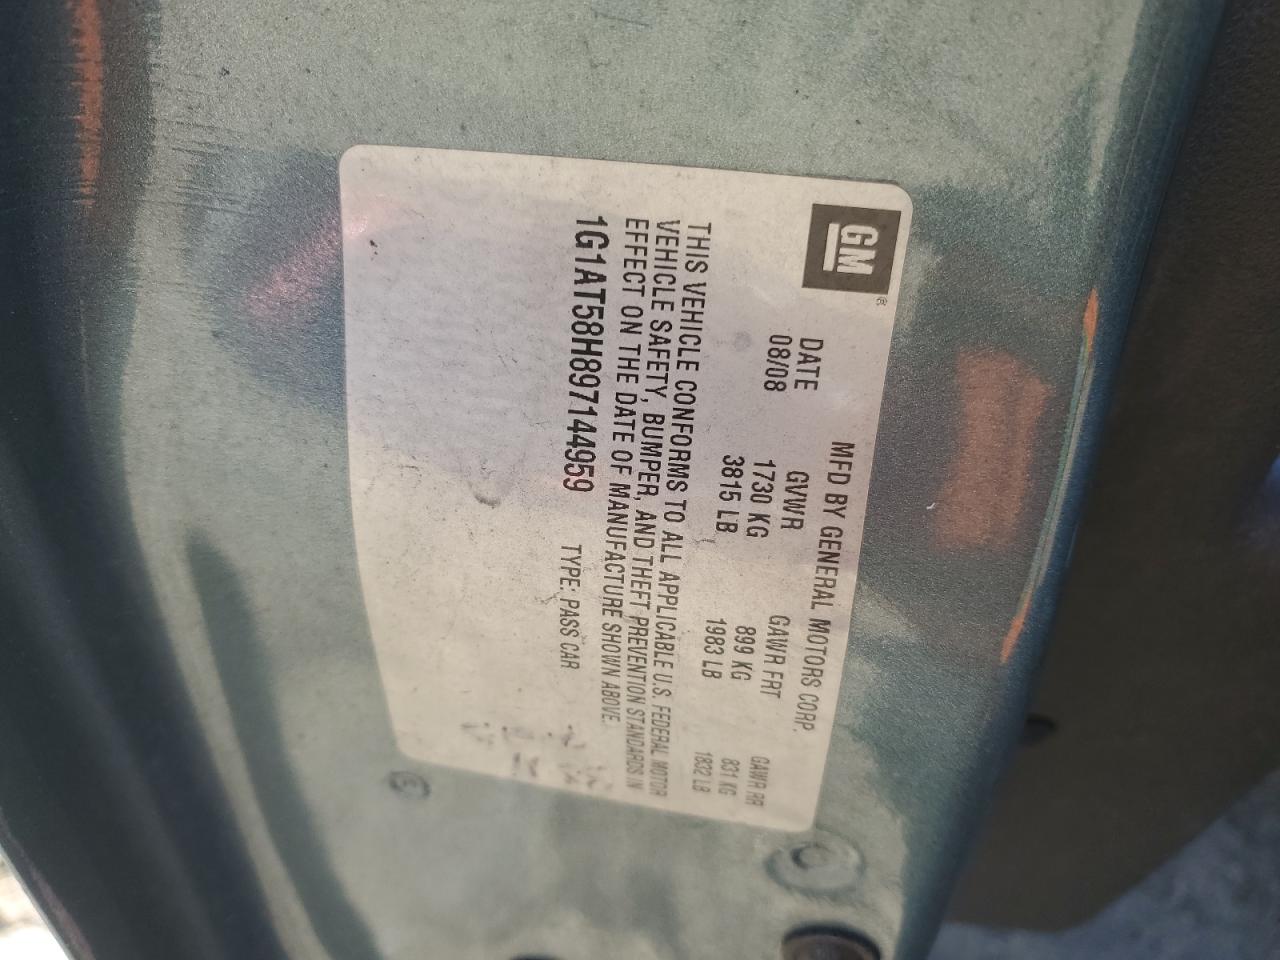 GM ®
MFD BY GENERAL MOTORS CORP.
DATE GVWR GAWR FRT GAWR RR
08/08 1730 KG 899 KG 831 KG
3815 LB 1983 LB 1832 LB
THIS VEHICLE CONFORMS TO ALL APPLICABLE U.S. FEDERAL MOTOR
VEHICLE SAFETY, BUMPER, AND THEFT PREVENTION STANDARDS IN
EFFECT ON THE DATE OF MANUFACTURE SHOWN ABOVE.
1G1AT58H897144959 TYPE: PASS CAR